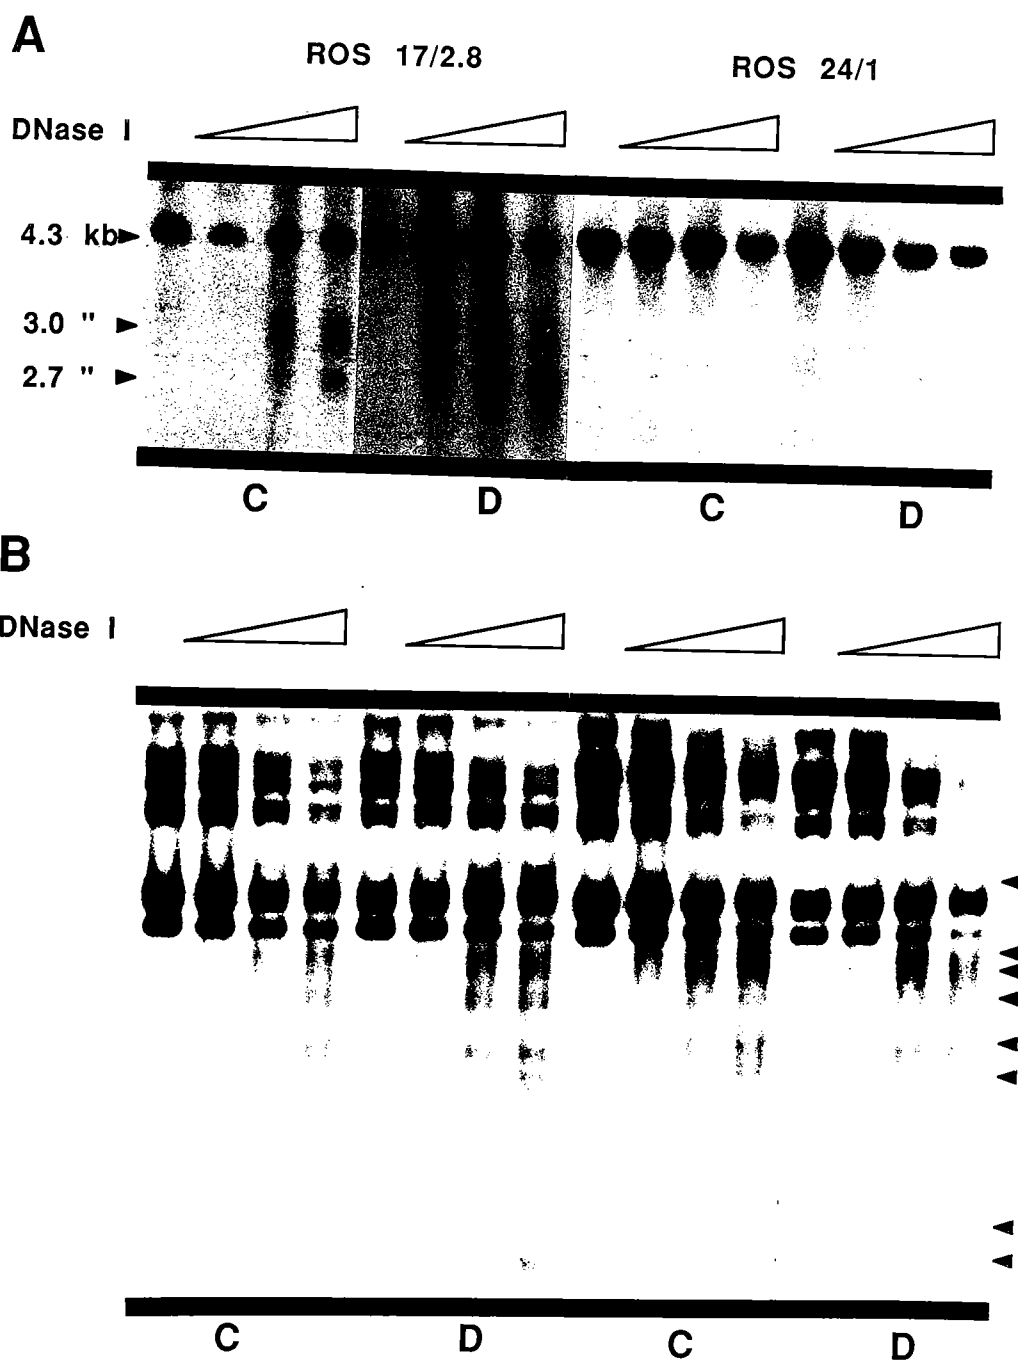 A
ROS 17/2.8
ROS 24/1
DNase I
4.3 kb
3.0 "
2.7 "
C D C D
B
DNase I
C D C D